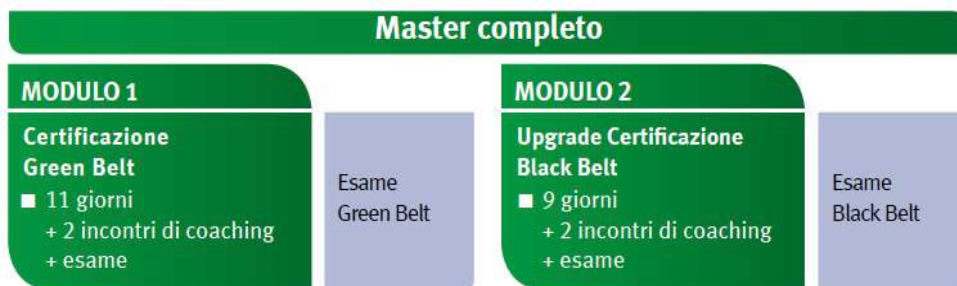 Master completo
MODULO 1
Certificazione
Green Belt
■ 11 giorni
+ 2 incontri di coaching
+ esame
Esame
Green Belt
MODULO 2
Upgrade Certificazione
Black Belt
■ 9 giorni
+ 2 incontri di coaching
+ esame
Esame
Black Belt